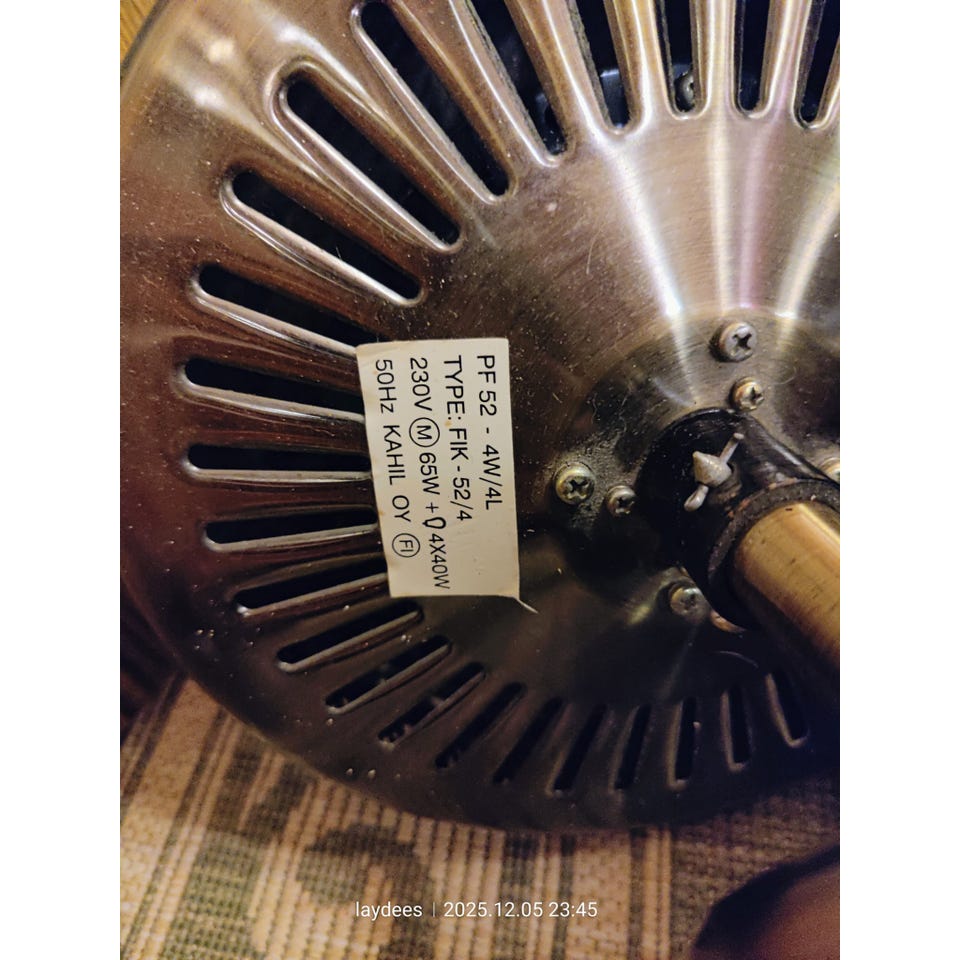 PF 52 - 4W/4L
TYPE: FIK - 52/4
230V M 65W + 4X40W
50Hz KAHIL OY FI
laydees | 2025.12.05 23:45